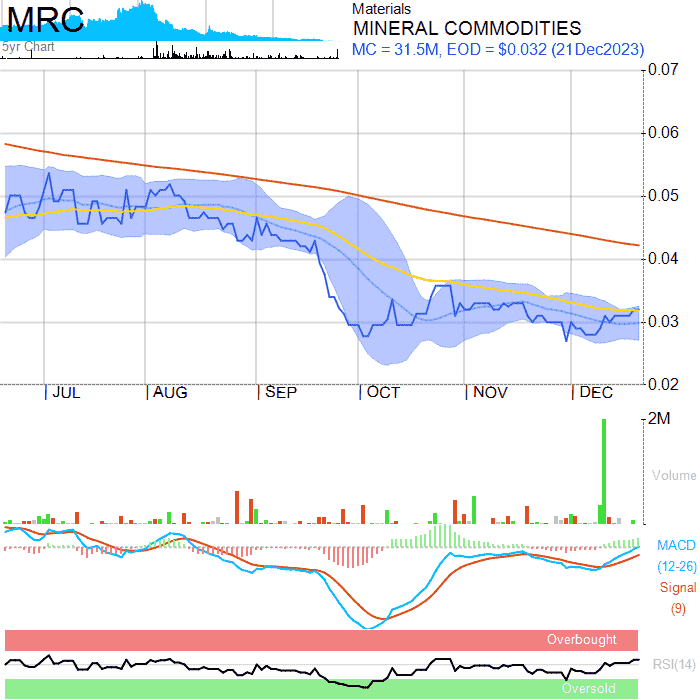 MRC
5yr Chart
Materials
MINERAL COMMODITIES
MC = 31.5M, EOD = $0.032 (21Dec2023)
0.07
0.06
0.05
0.04
0.03
0.02
JUL AUG SEP OCT NOV DEC
2M
Volume
MACD
(12-26)
Signal
(9)
Overbought
RSI(14)
Oversold